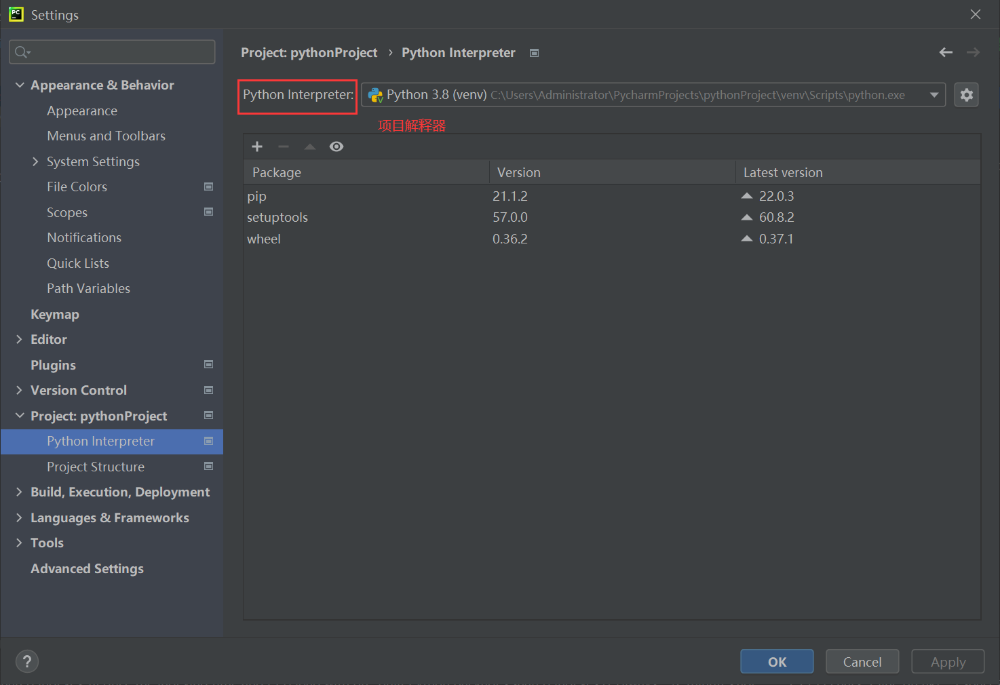 Settings
Project: pythonProject › Python Interpreter
Appearance & Behavior
Appearance
Menus and Toolbars
System Settings
File Colors
Scopes
Notifications
Quick Lists
Path Variables
Keymap
Editor
Plugins
Version Control
Project: pythonProject
Python Interpreter
Project Structure
Build, Execution, Deployment
Languages & Frameworks
Tools
Advanced Settings
Python Interpreter: Python 3.8 (venv) C:\Users\Administrator\PycharmProjects\pythonProject\venv\Scripts\python.exe
项目解释器
Package Version Latest version
pip 21.1.2 22.0.3
setuptools 57.0.0 60.8.2
wheel 0.36.2 0.37.1
? OK Cancel Apply